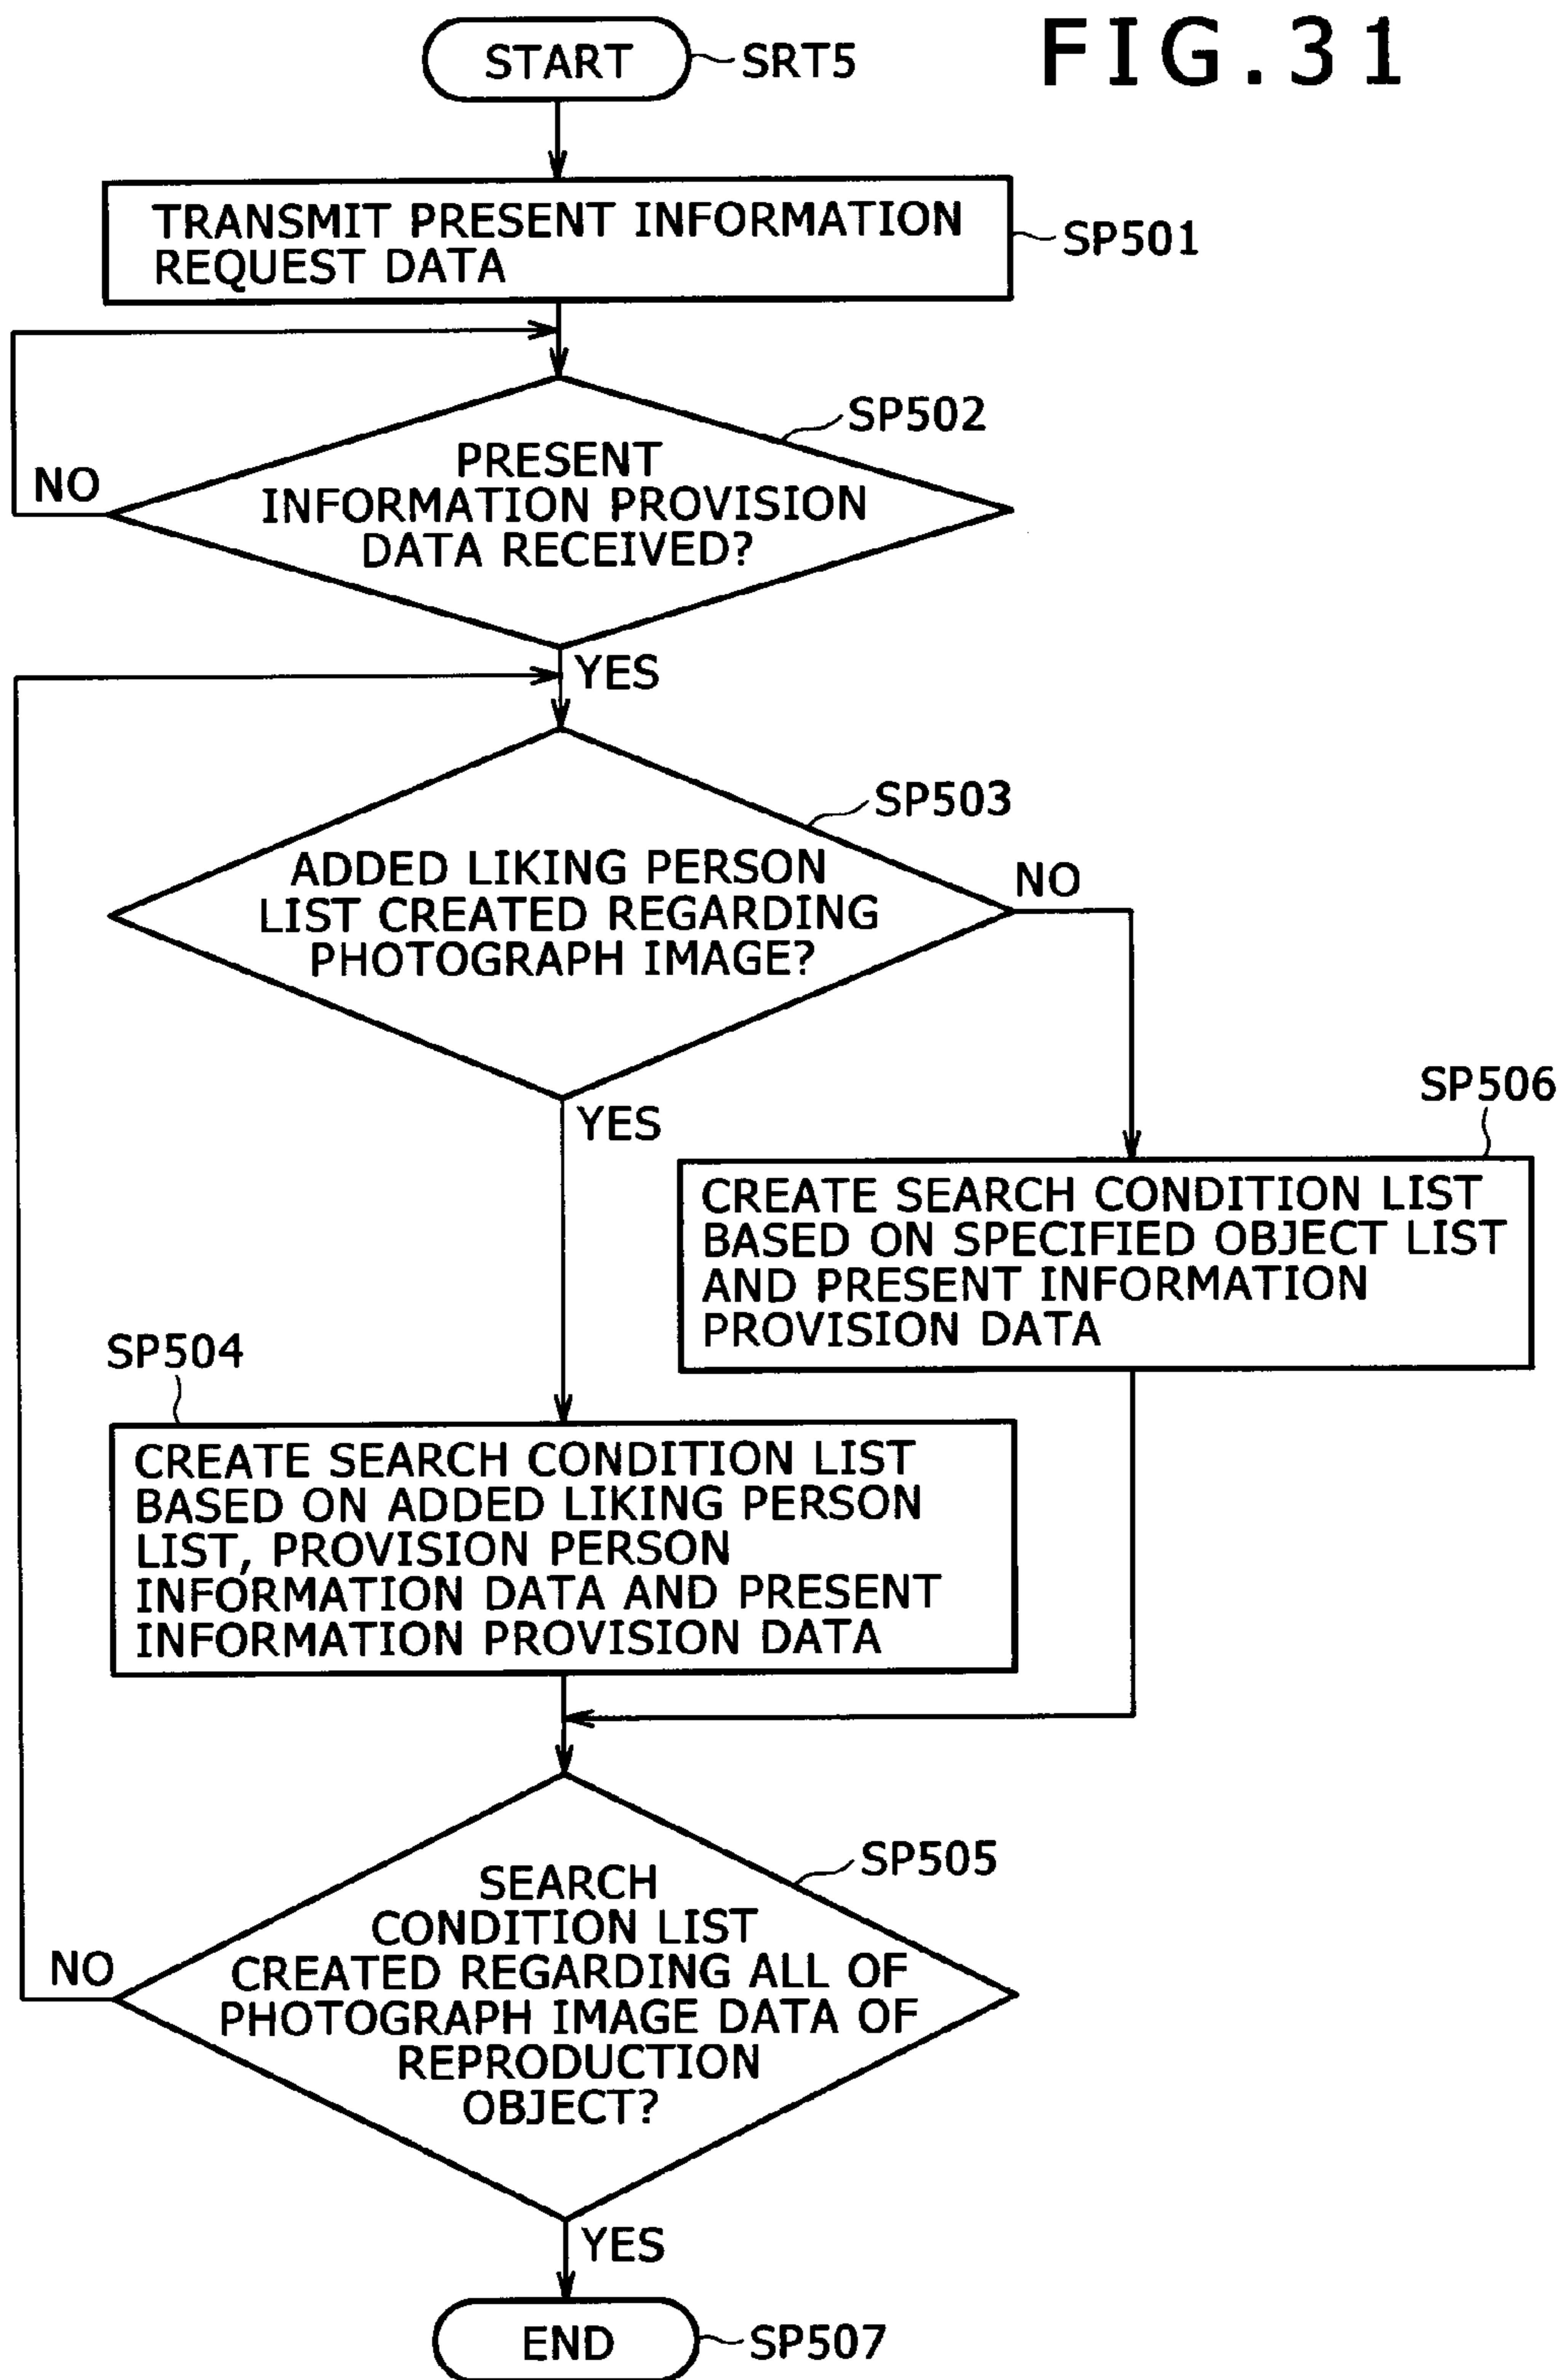 FIG.31
START
SRT5
TRANSMIT PRESENT INFORMATION
REQUEST DATA
SP501
SP502
PRESENT
INFORMATION PROVISION
DATA RECEIVED?
NO
YES
SP503
ADDED LIKING PERSON
LIST CREATED REGARDING
PHOTOGRAPH IMAGE?
NO
YES
SP506
CREATE SEARCH CONDITION LIST
BASED ON SPECIFIED OBJECT LIST
AND PRESENT INFORMATION
PROVISION DATA
SP504
CREATE SEARCH CONDITION LIST
BASED ON ADDED LIKING PERSON
LIST, PROVISION PERSON
INFORMATION DATA AND PRESENT
INFORMATION PROVISION DATA
SP505
SEARCH
CONDITION LIST
CREATED REGARDING ALL OF
PHOTOGRAPH IMAGE DATA OF
REPRODUCTION
OBJECT?
NO
YES
END
SP507